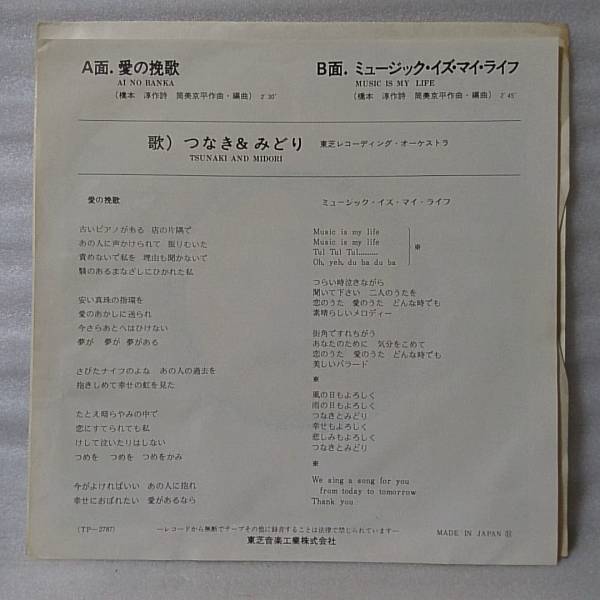 A面. 愛の挽歌
AI NO BANKA
(橋本 淳作詩 筒美京平作曲・編曲) 2'30"
B面. ミュージック・イズ・マイ・ライフ
MUSIC IS MY LIFE
(橋本 淳作詩 筒美京平作曲・編曲) 2'45"
歌) つなき& みどり 東芝レコーディング・オーケストラ
TSUNAKI AND MIDORI
愛の挽歌
古いピアノがある 店の片隅で
あの人に声かけられて 振りむいた
責めないで私を 理由も聞かないで
翳のあるまなざしにひかれた私
安い真珠の指環を
愛のあかしに送られ
今さらあとへはひけない
夢が 夢が 夢がある
さびたナイフのよな あの人の過去を
抱きしめて幸せの虹を見た
たとえ暗らやみの中で
恋にすてられても私
けして泣いたりはしない
つめを つめを つめをかみ
今がよければいい あの人に抱れ
幸せにおぼれたい 愛があるなら
ミュージック・イズ・マイ・ライフ
Music is my life
Music is my life
Tul Tul Tul………
Oh, yeh, du ba du ba
※
つらい時泣きながら
聞いて下さい 二人のうたを
恋のうた 愛のうた どんな時でも
素晴らしいメロディー
街角ですれちがう
あなたのために 気分をこめて
恋のうた 愛のうた どんな時でも
美しいバラード
※
風の日もよろしく
雨の日もよろしく
つなきとみどり
幸せもよろしく
悲しみもよろしく
つなきとみどり
※
We sing a song for you
from today to tomorrow
Thank you
(TP-2787) —レコードから無断でテープその他に録音することは法律で禁じられています— MADE IN JAPAN
東芝音楽工業株式会社